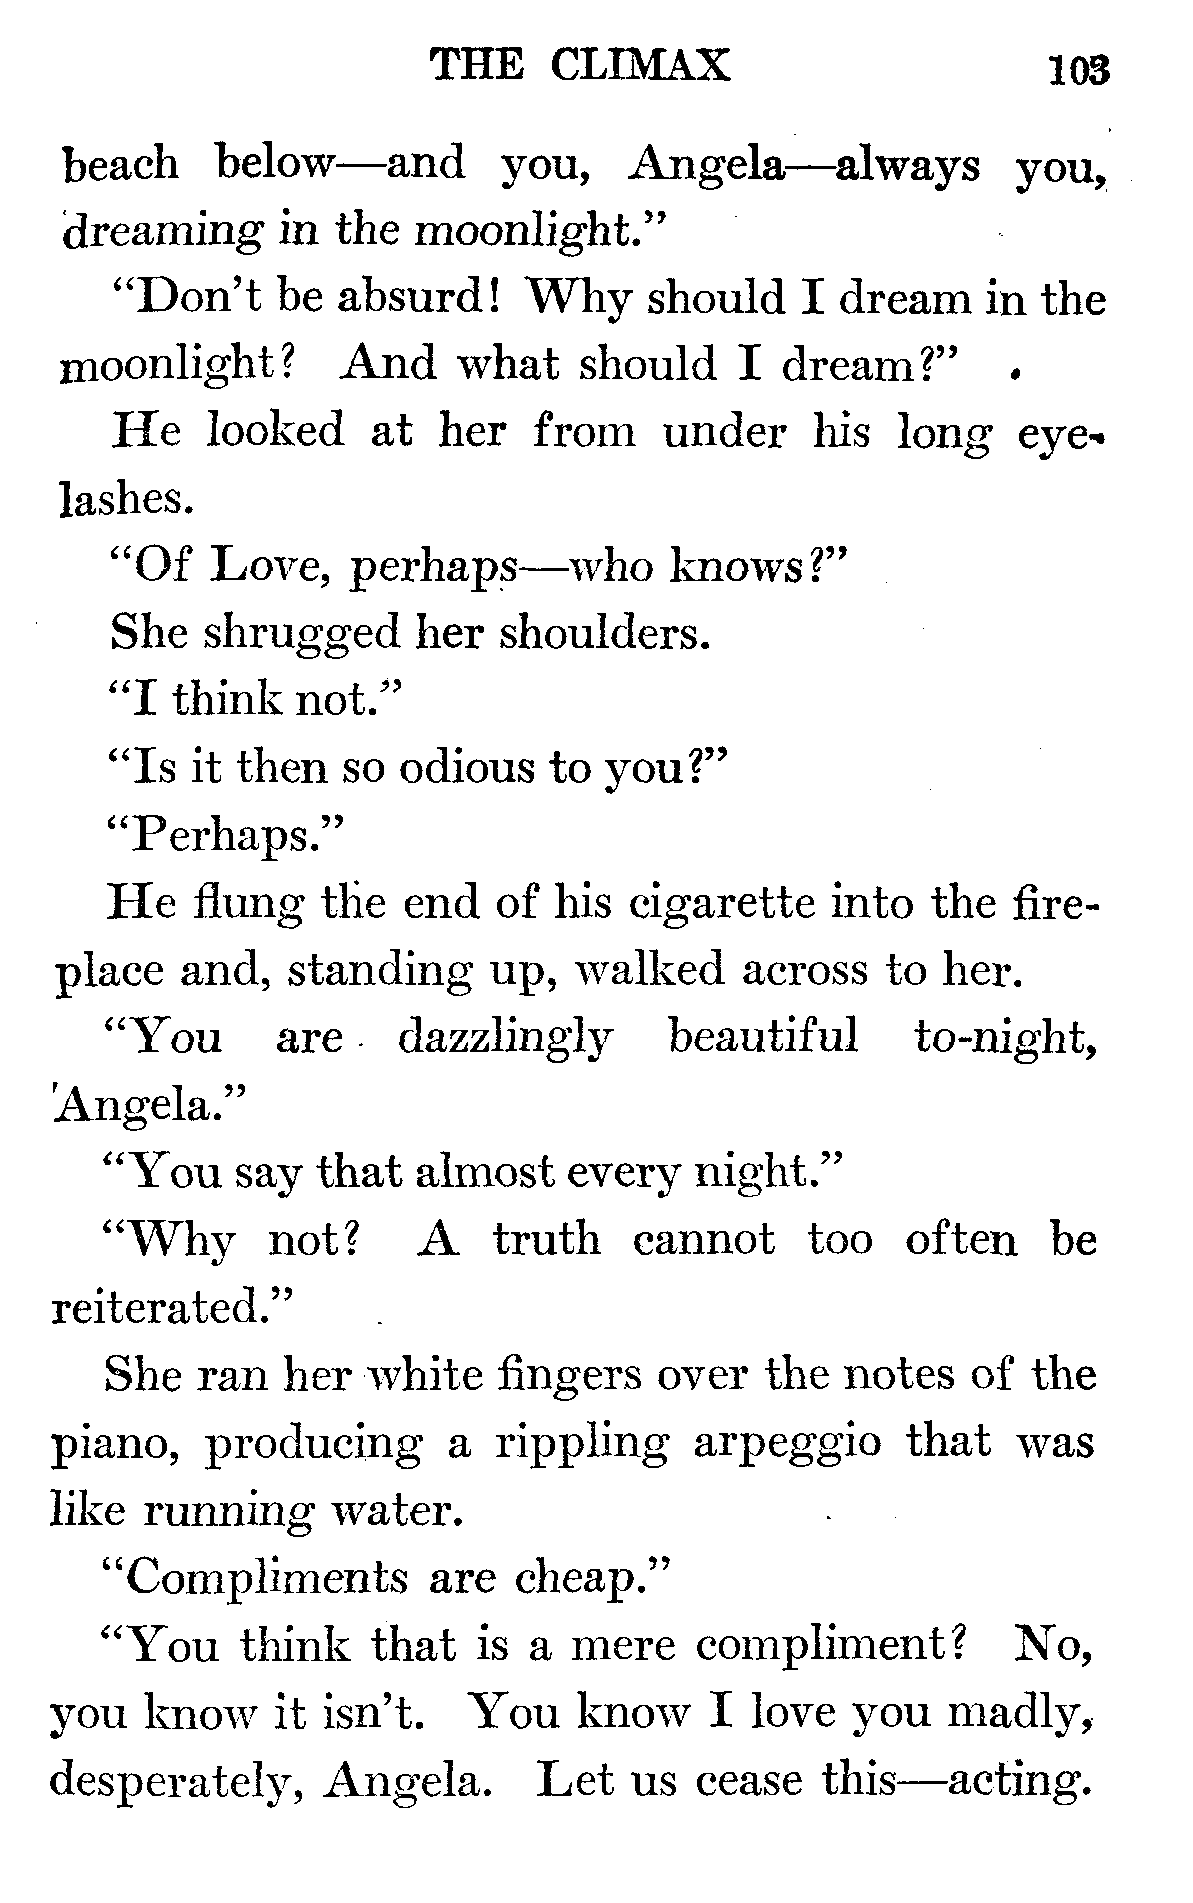 THE CLIMAX 103
beach below—and you, Angela—always you,
dreaming in the moonlight.”
“Don’t be absurd! Why should I dream in the
moonlight? And what should I dream?”
He looked at her from under his long eye-
lashes.
“Of Love, perhaps—who knows?”
She shrugged her shoulders.
“I think not.”
“Is it then so odious to you?”
“Perhaps.”
He flung the end of his cigarette into the fire-
place and, standing up, walked across to her.
“You are dazzlingly beautiful to-night,
Angela.”
“You say that almost every night.”
“Why not? A truth cannot too often be
reiterated.”
She ran her white fingers over the notes of the
piano, producing a rippling arpeggio that was
like running water.
“Compliments are cheap.”
“You think that is a mere compliment? No,
you know it isn’t. You know I love you madly,
desperately, Angela. Let us cease this—acting.